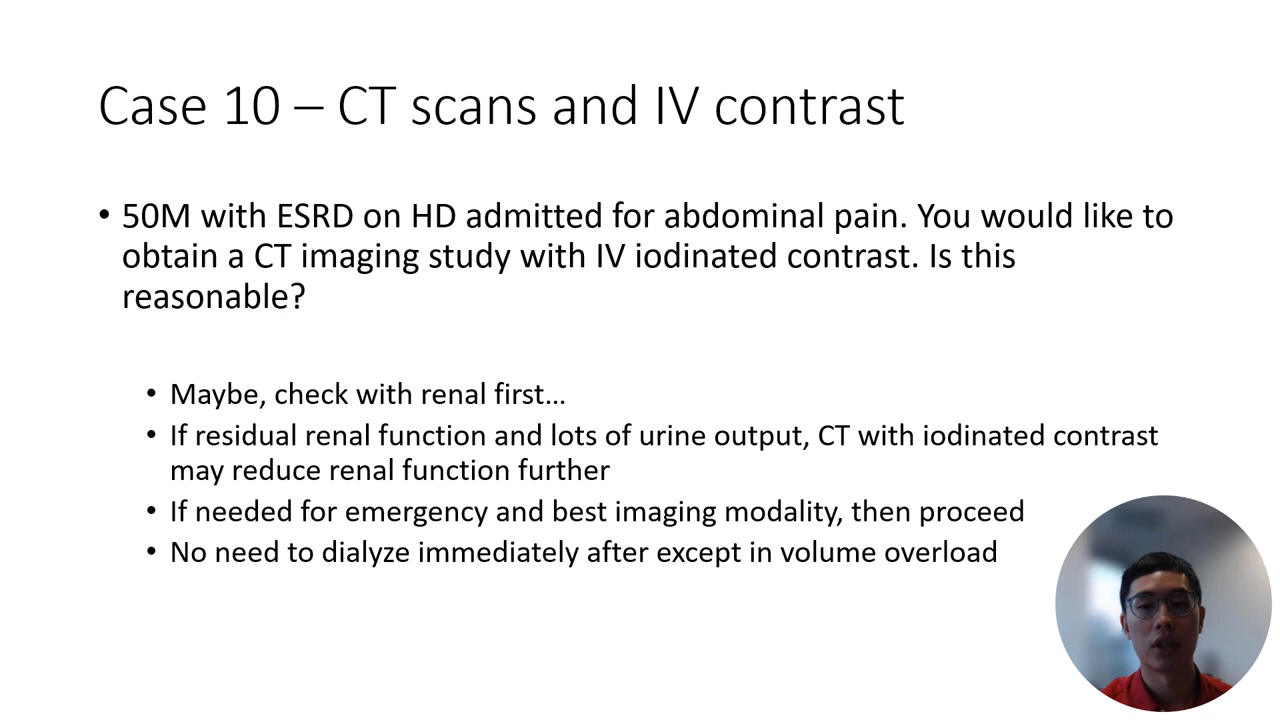 Case 10 – CT scans and IV contrast
• 50M with ESRD on HD admitted for abdominal pain. You would like to
obtain a CT imaging study with IV iodinated contrast. Is this
reasonable?
• Maybe, check with renal first…
• If residual renal function and lots of urine output, CT with iodinated contrast
may reduce renal function further
• If needed for emergency and best imaging modality, then proceed
• No need to dialyze immediately after except in volume overload